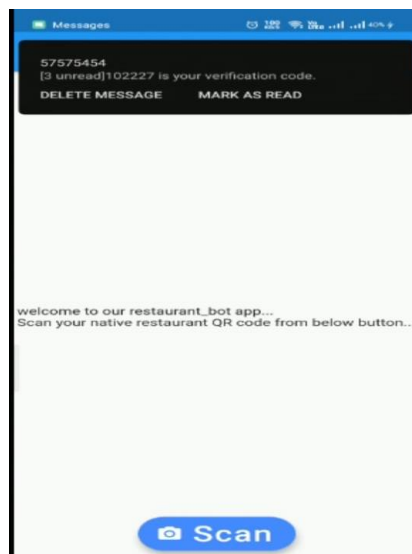 Messages
40%
57575454
[3 unread]102227 is your verification code.
DELETE MESSAGE MARK AS READ
welcome to our restaurant_bot app...
Scan your native restaurant QR code from below button..
Scan